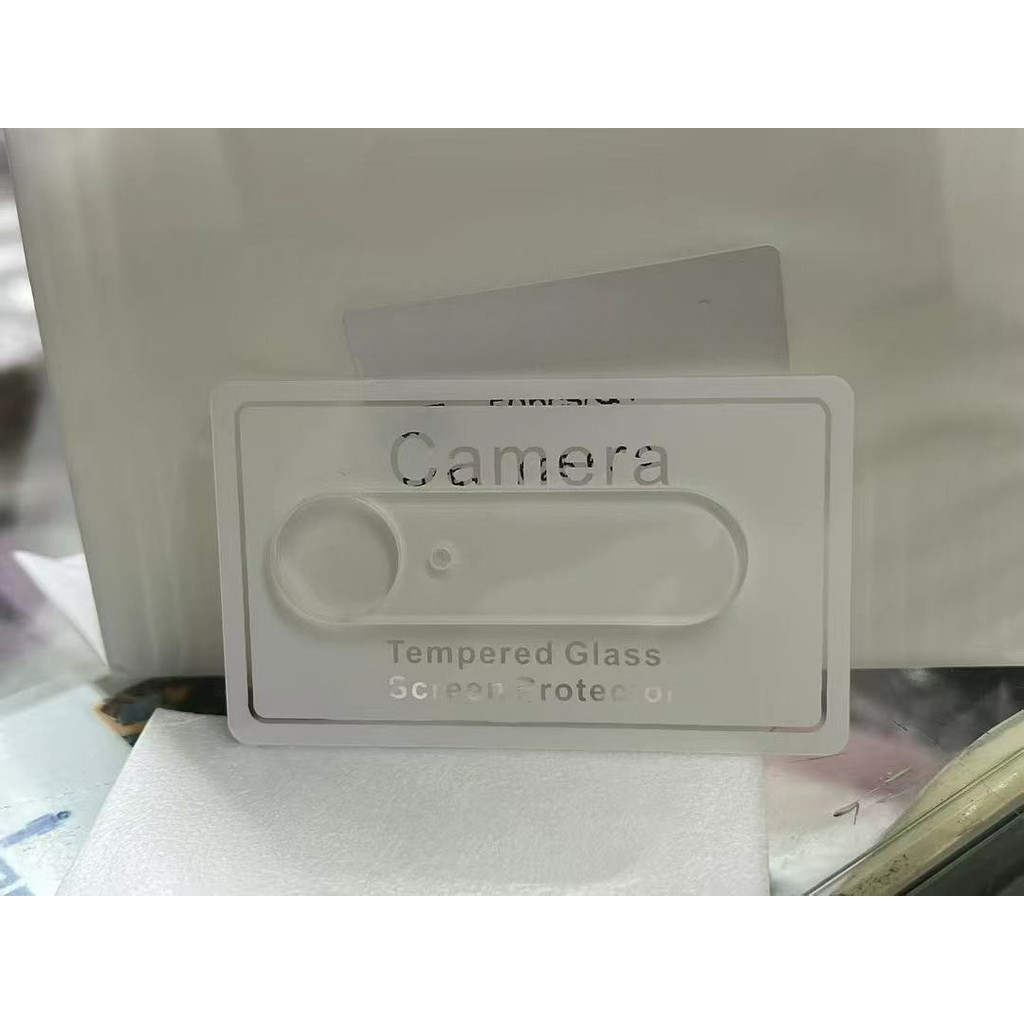 Camera
Tempered Glass
Screen Protector